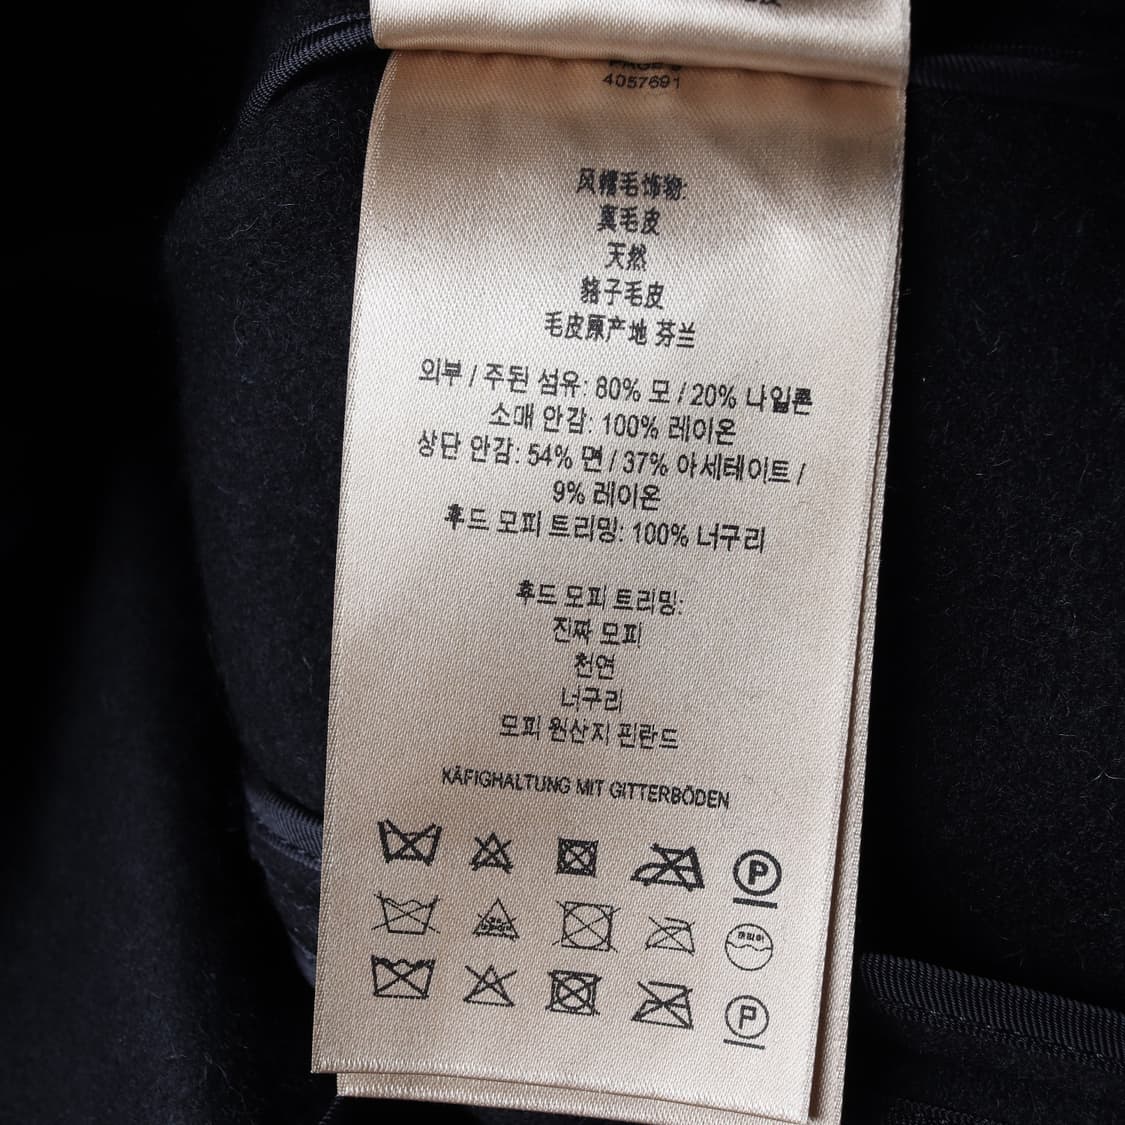 4057691
风帽毛饰物:
真毛皮
天然
貉子毛皮
毛皮原产地 芬兰
외부 / 주된 섬유: 80% 모 / 20% 나일론
소매 안감: 100% 레이온
상단 안감: 54% 면 / 37% 아세테이트 /
9% 레이온
후드 모피 트리밍: 100% 너구리
후드 모피 트리밍:
진짜 모피
천연
너구리
모피 원산지 핀란드
KÄFIGHALTUNG MIT GITTERBÖDEN
P
P